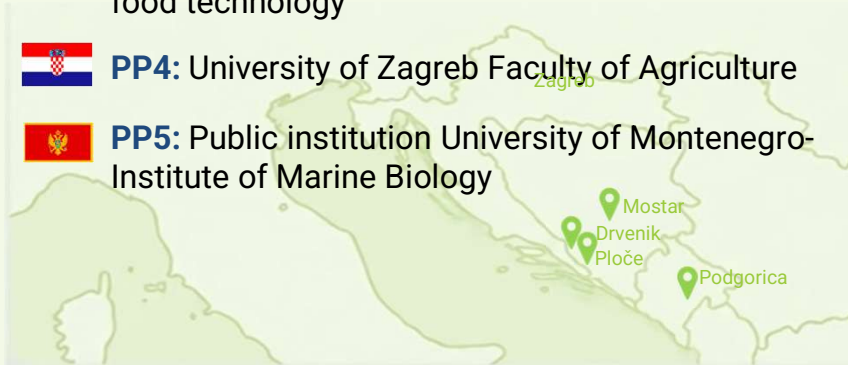 food technology
PP4: University of Zagreb Faculty of Agriculture
Zagreb
PP5: Public institution University of Montenegro-
Institute of Marine Biology
Mostar
Drvenik
Ploče
Podgorica